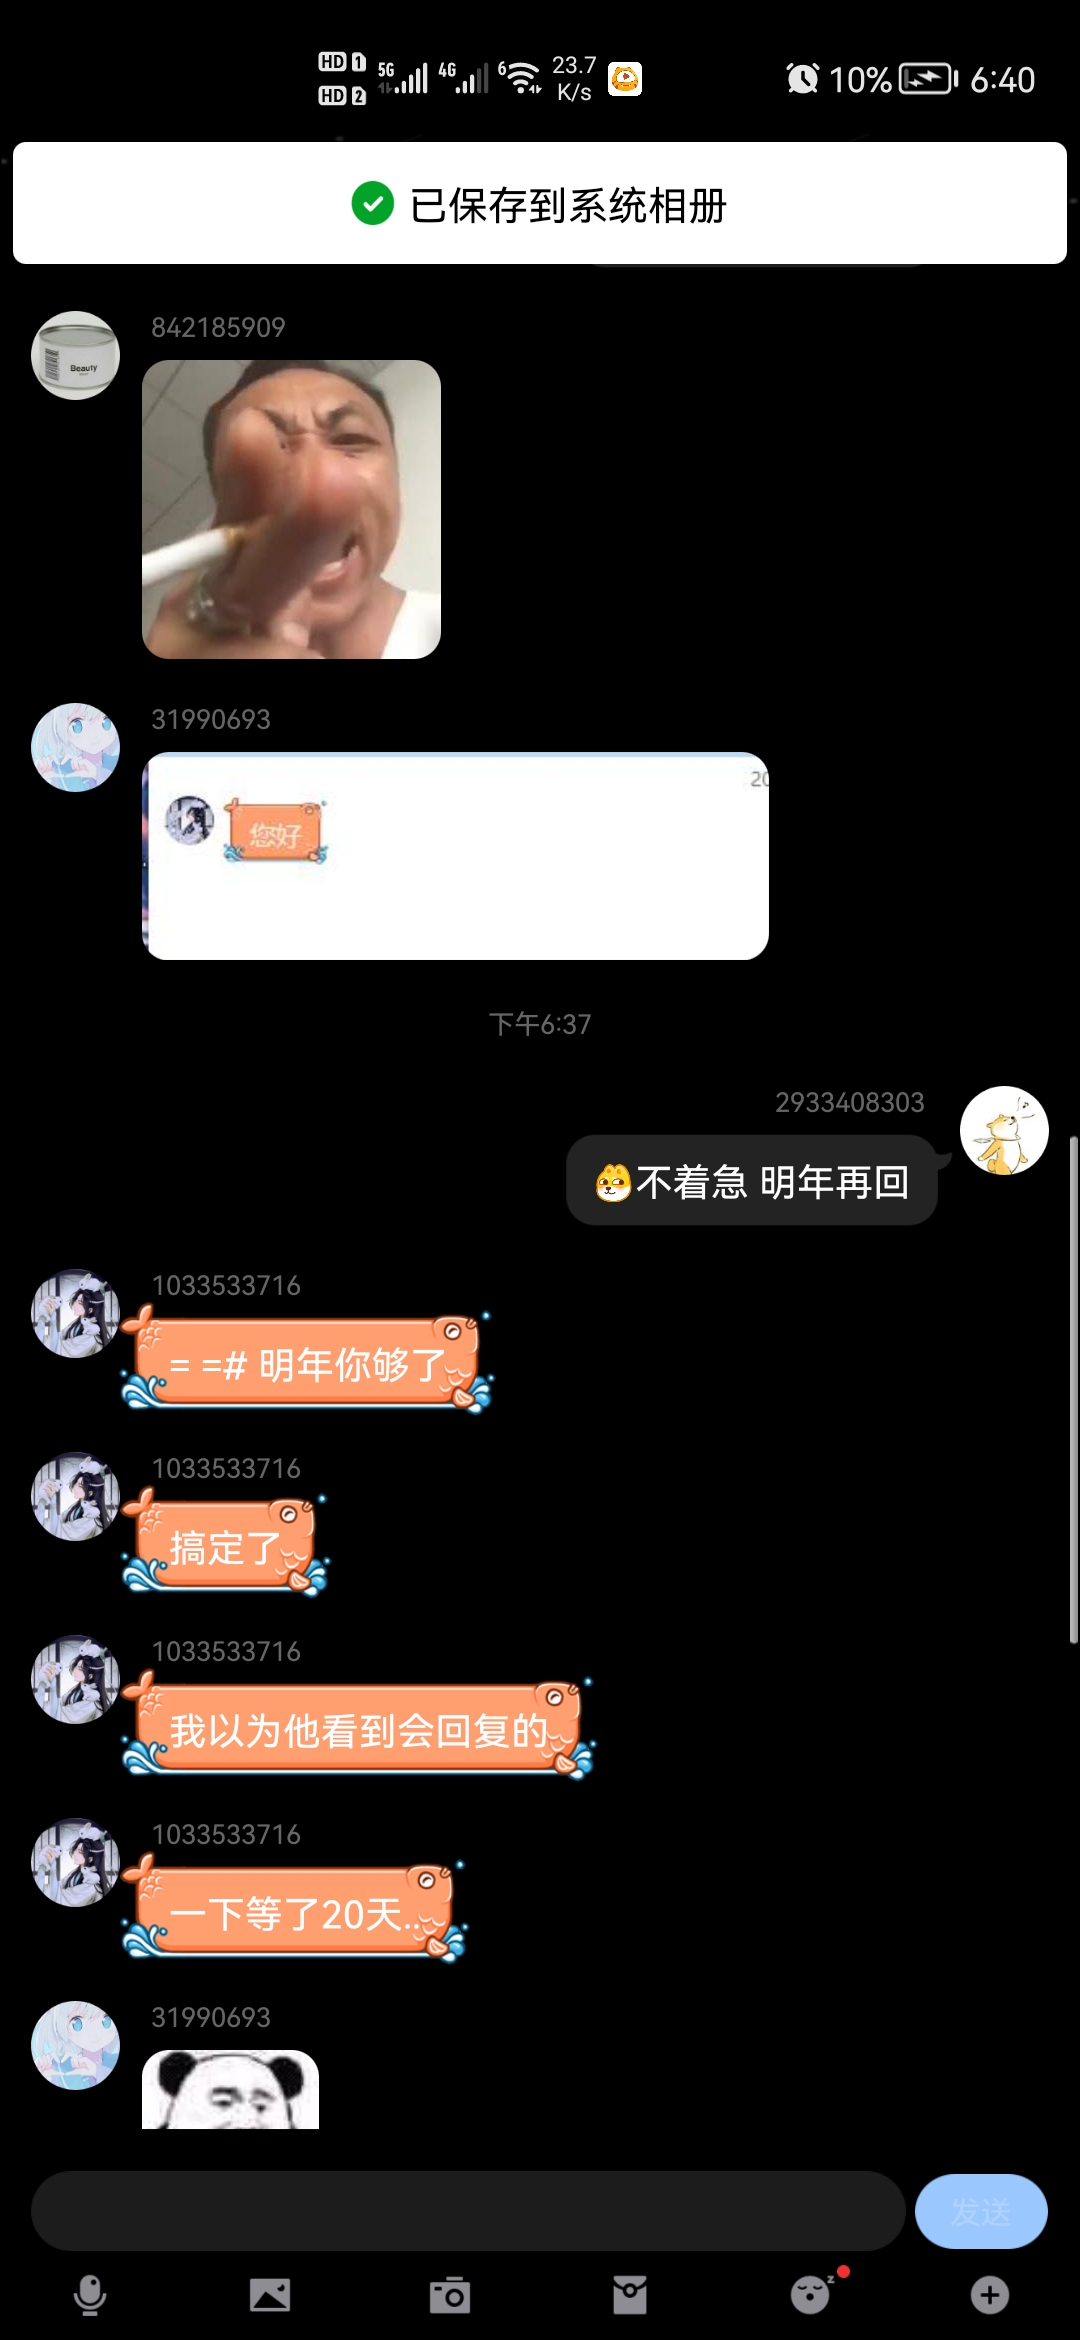 HD 1 5G 4G 6 23.7 10% 6:40
HD 2 K/s
已保存到系统相册
842185909
Beauty
31990693
20
您好
下午6:37
2933408303
不着急 明年再回
1033533716
= =# 明年你够了
1033533716
搞定了
1033533716
我以为他看到会回复的
1033533716
一下等了20天..
31990693
发送